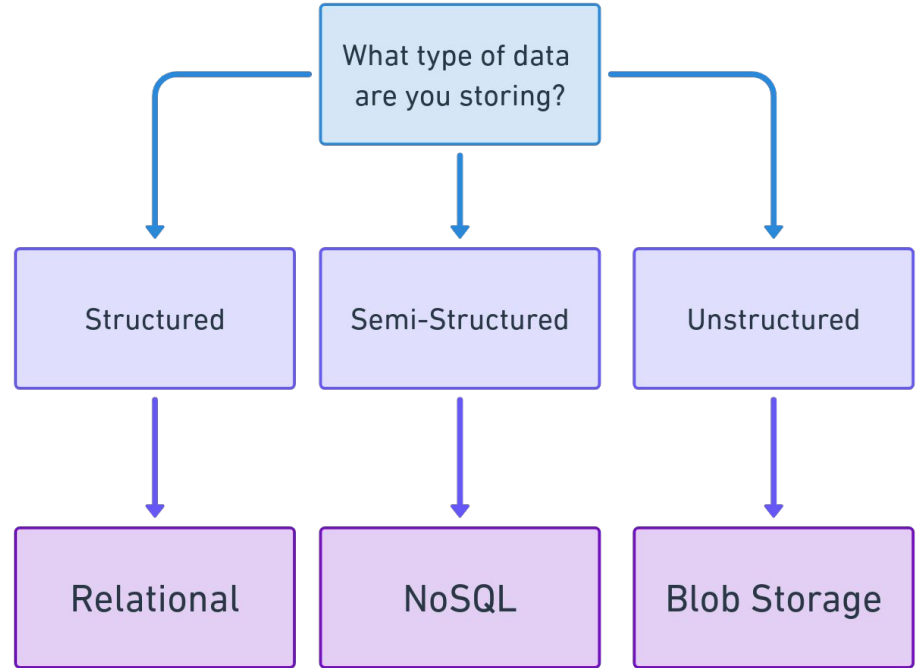 What type of data
are you storing?
Structured
Semi-Structured
Unstructured
Relational
NoSQL
Blob Storage